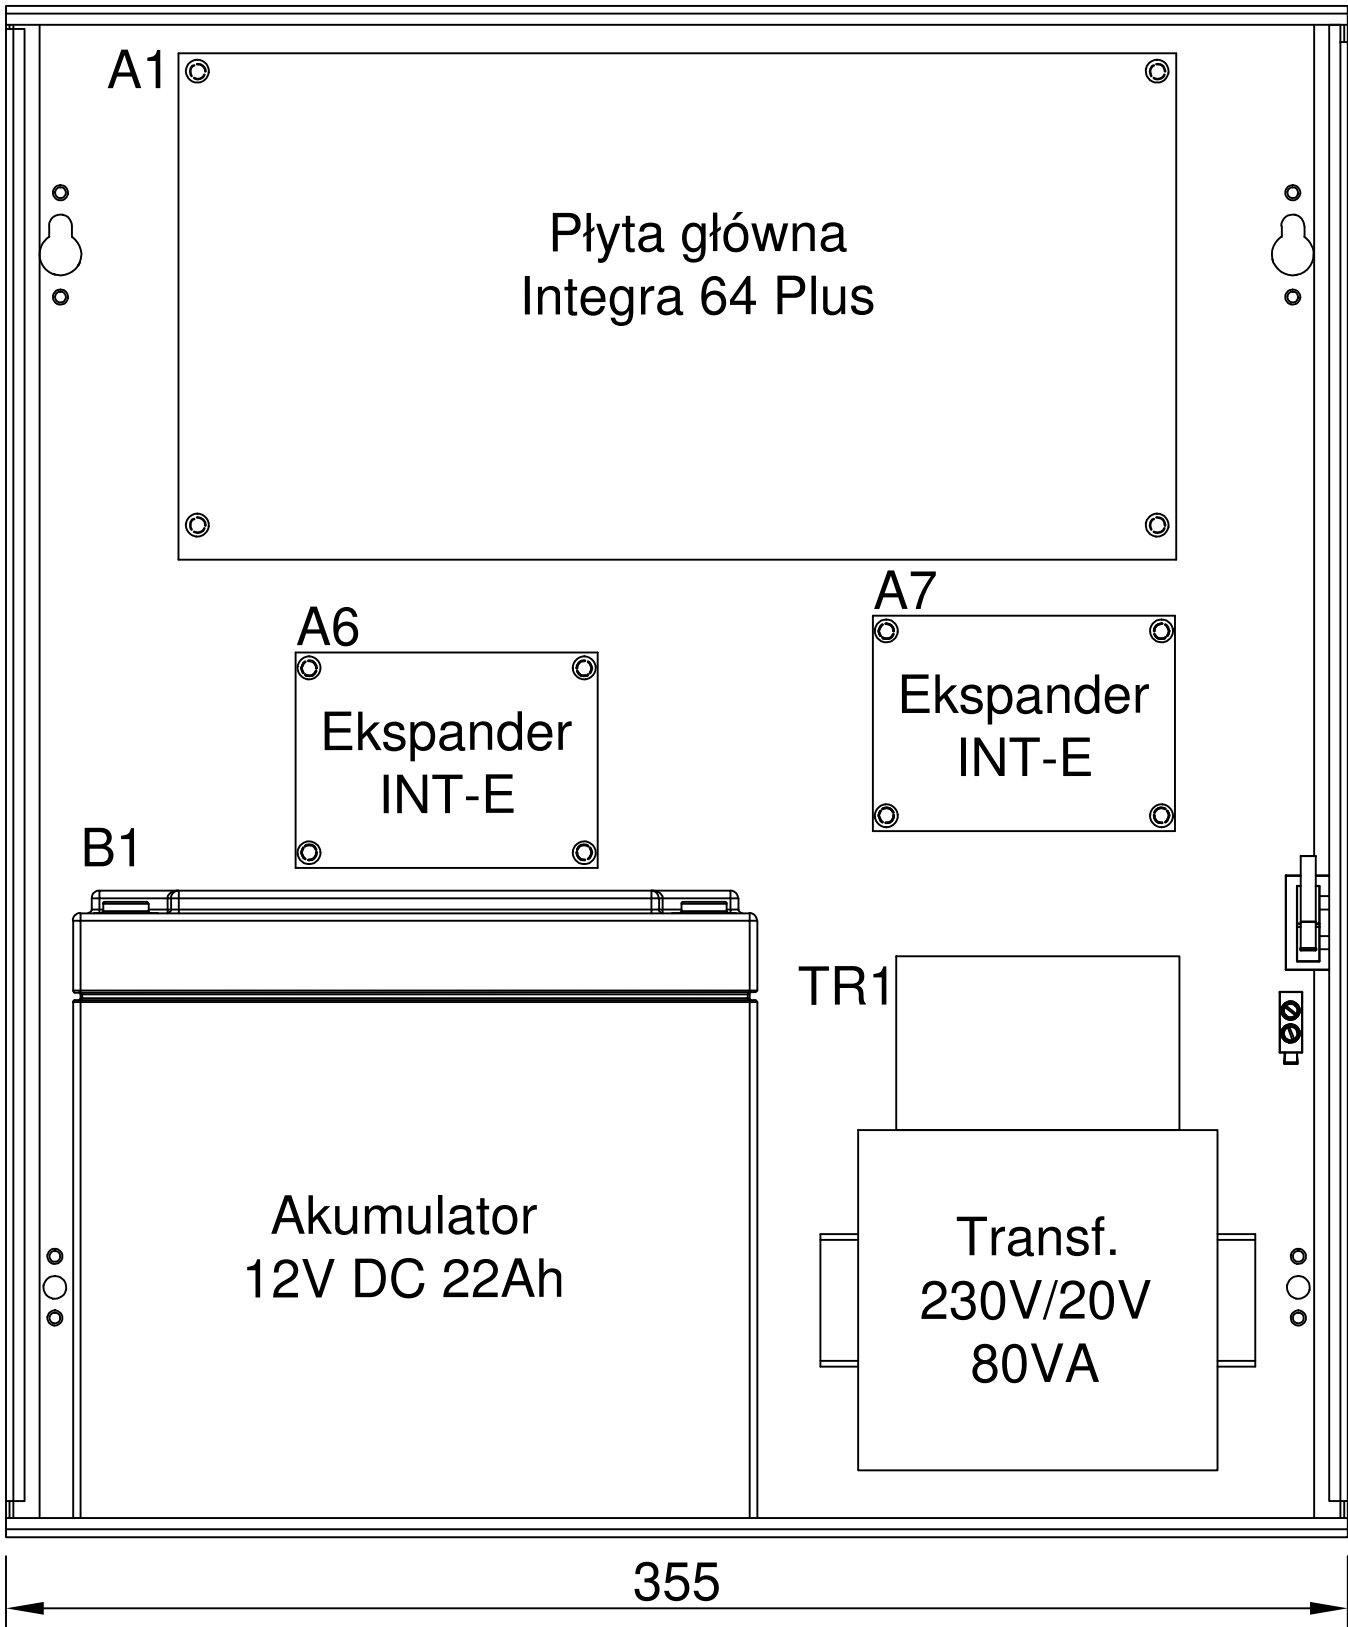 A1
Płyta główna
Integra 64 Plus
A6
Ekspander
INT-E
A7
Ekspander
INT-E
B1
Akumulator
12V DC 22Ah
TR1
Transf.
230V/20V
80VA
355